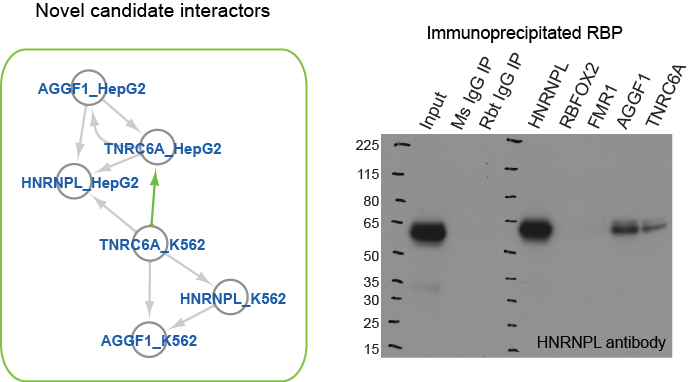 Novel candidate interactors
AGGF1_HepG2
TNRC6A_HepG2
HNRNPL_HepG2
TNRC6A_K562
HNRNPL_K562
AGGF1_K562
Immunoprecipitated RBP
Input
Ms IgG IP
Rbt IgG IP
HNRNPL
RBFOX2
FMR1
AGGF1
TNRC6A
225
115
80
65
50
35
30
25
15
HNRNPL antibody